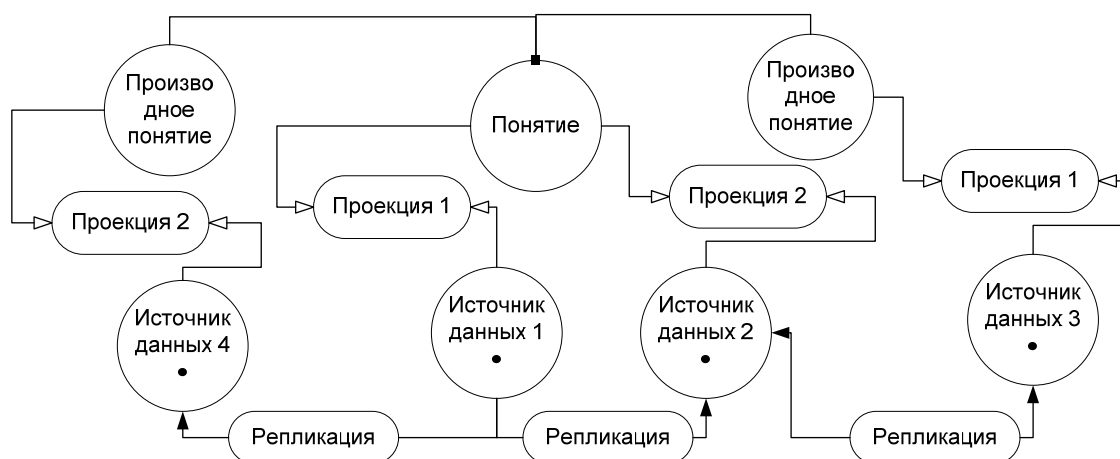 Произво
дное
понятие
Понятие
Произво
дное
понятие
Проекция 2
Проекция 1
Проекция 2
Проекция 1
Источник
данных 4
Источник
данных 1
Источник
данных 2
Источник
данных 3
Репликация
Репликация
Репликация